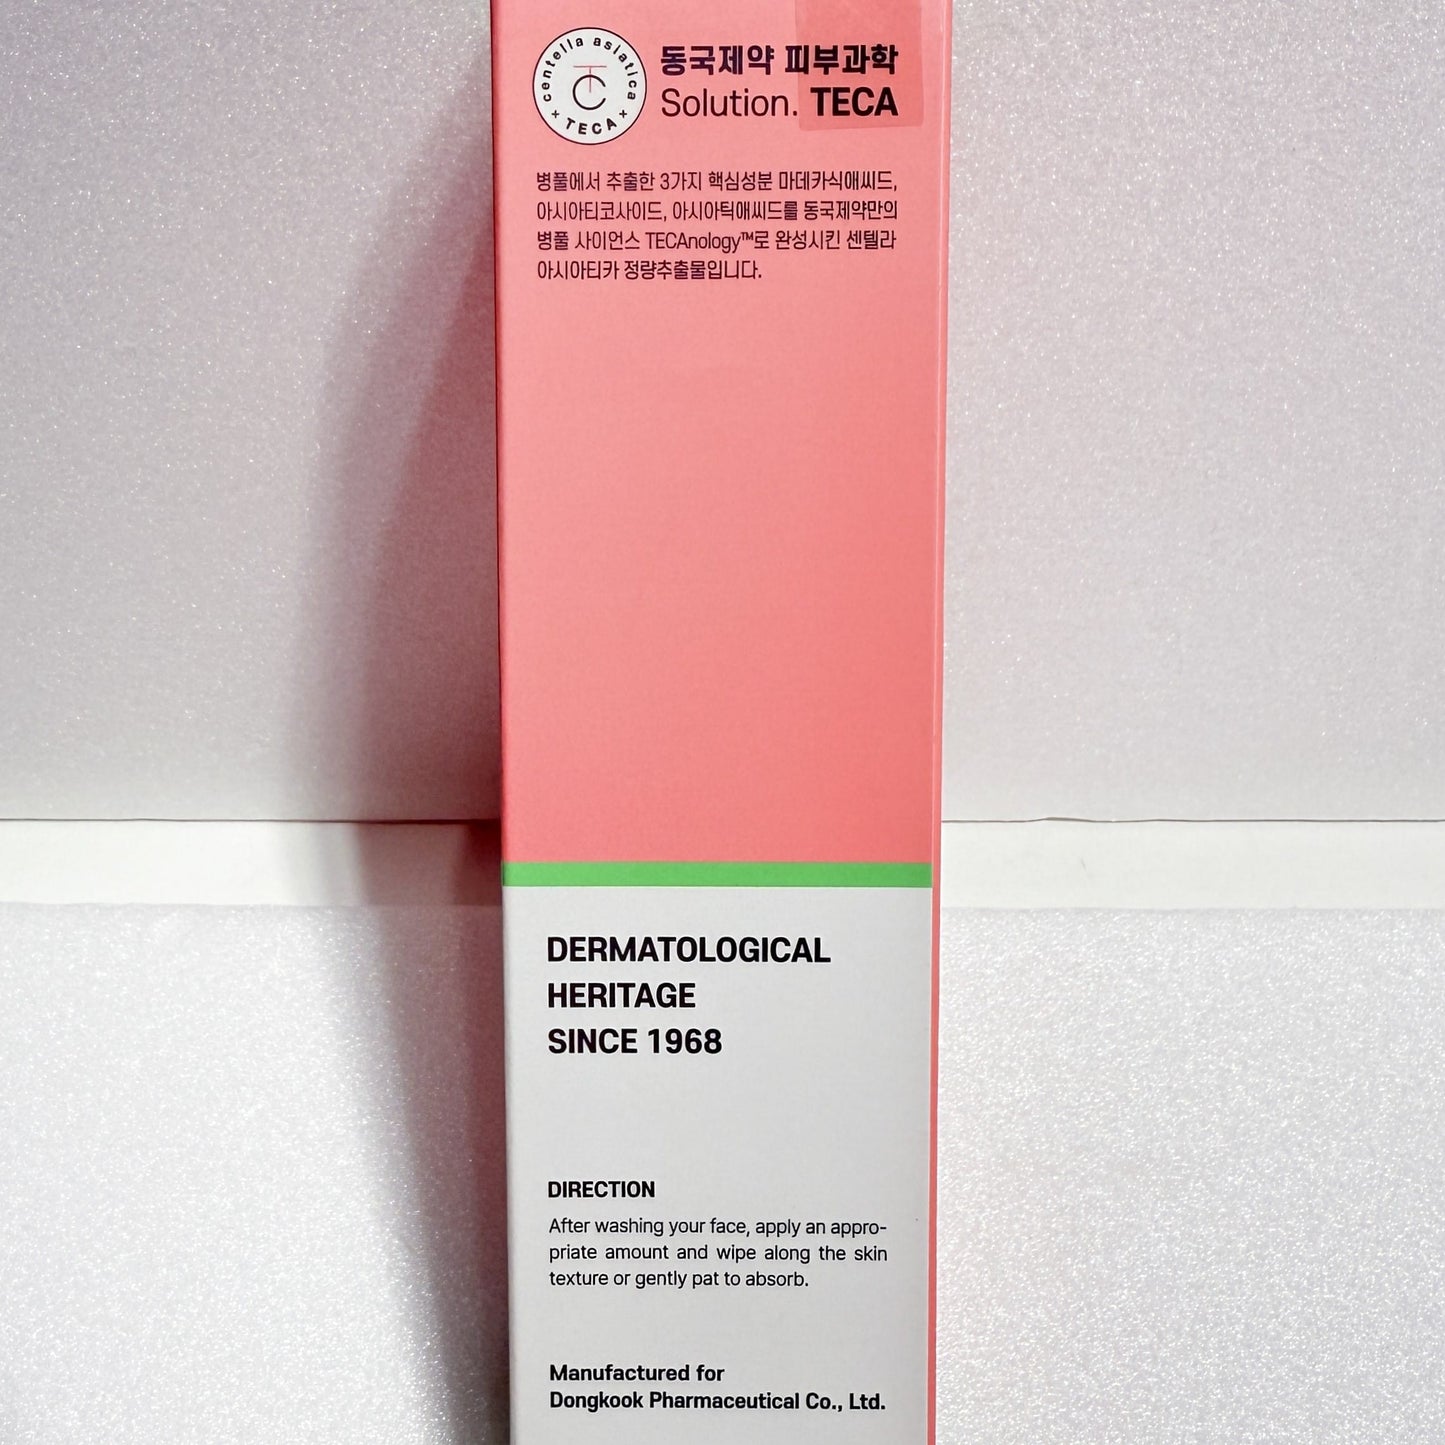 centella asiatica
TC
+ TECA +
동국제약 피부과학
Solution. TECA
병풀에서 추출한 3가지 핵심성분 마데카식애씨드,
아시아티코사이드, 아시아틱애씨드를 동국제약만의
병풀 사이언스 TECAnology™로 완성시킨 센텔라
아시아티카 정량추출물입니다.
DERMATOLOGICAL
HERITAGE
SINCE 1968
DIRECTION
After washing your face, apply an appro-
priate amount and wipe along the skin
texture or gently pat to absorb.
Manufactured for
Dongkook Pharmaceutical Co., Ltd.